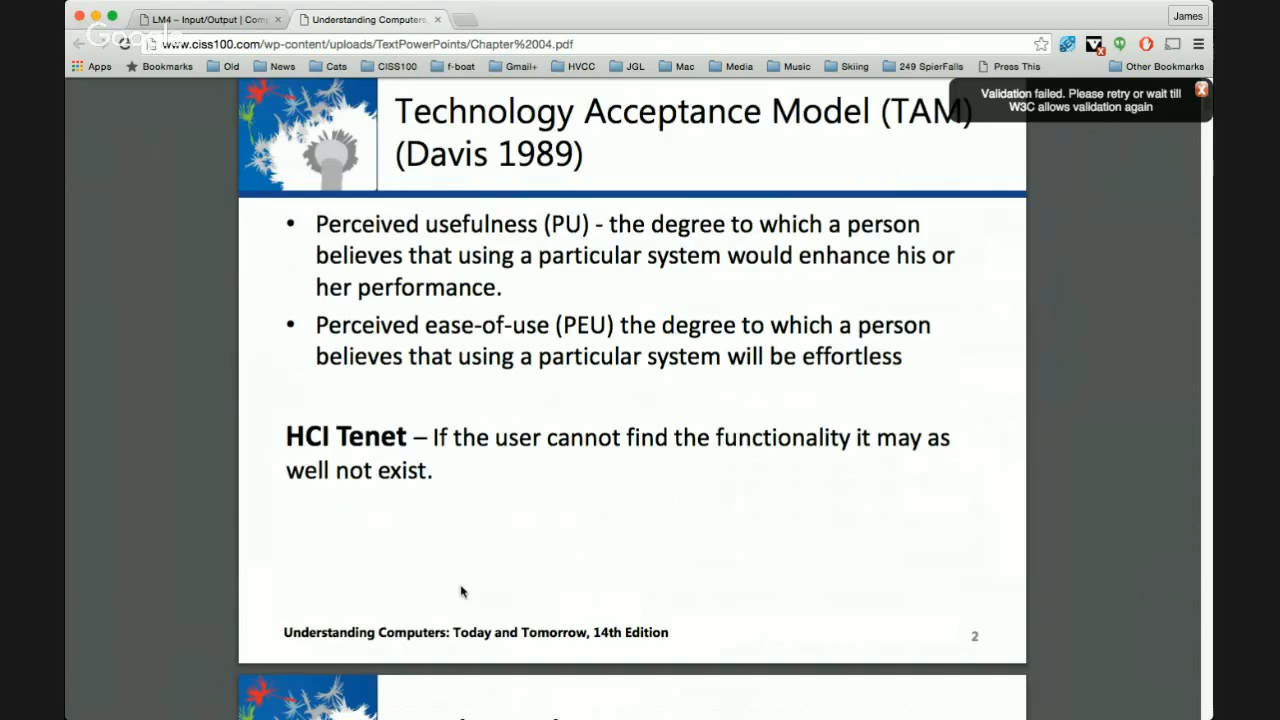 LM4 – Input/Output | Comp
Understanding Computers,
James
Google
www.ciss100.com/wp-content/uploads/TextPowerPoints/Chapter%2004.pdf
Apps Bookmarks Old News Cats CISS100 f-boat Gmail+ HVCC JGL Mac Media Music Skiing 249 SpierFalls Press This Other Bookmarks
Validation failed. Please retry or wait till
W3C allows validation again
Technology Acceptance Model (TAM)
(Davis 1989)
• Perceived usefulness (PU) - the degree to which a person
believes that using a particular system would enhance his or
her performance.
• Perceived ease-of-use (PEU) the degree to which a person
believes that using a particular system will be effortless
HCI Tenet – If the user cannot find the functionality it may as
well not exist.
Understanding Computers: Today and Tomorrow, 14th Edition
2